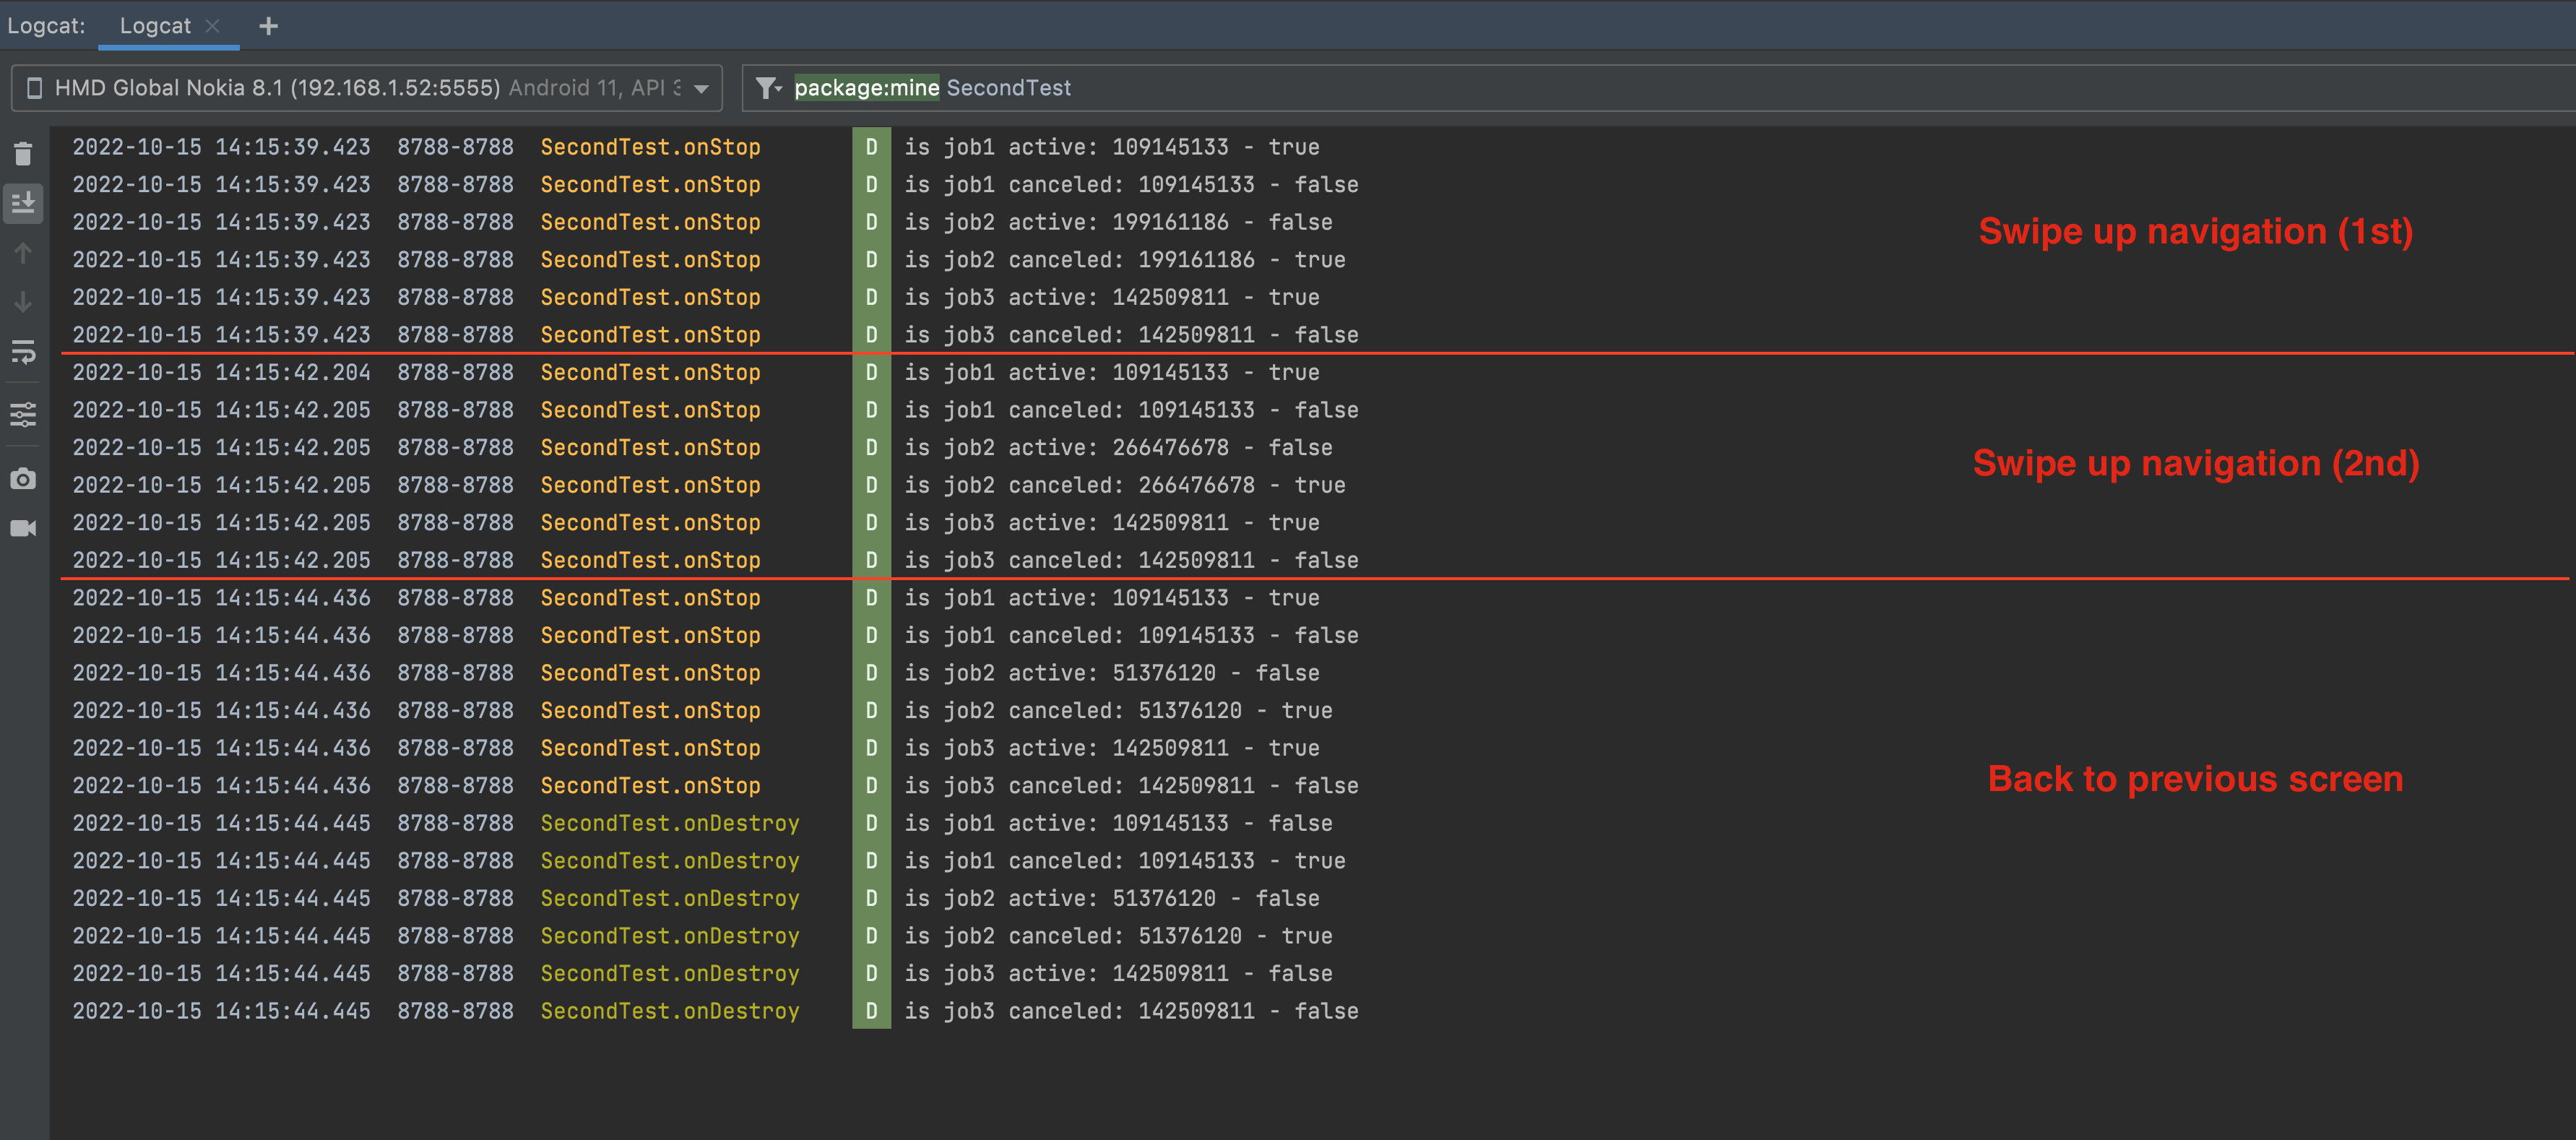 Logcat: Logcat
HMD Global Nokia 8.1 (192.168.1.52:5555) Android 11, API package:mine SecondTest
2022-10-15 14:15:39.423 8788-8788 SecondTest.onStop D is job1 active: 109145133 - true
2022-10-15 14:15:39.423 8788-8788 SecondTest.onStop D is job1 canceled: 109145133 - false
2022-10-15 14:15:39.423 8788-8788 SecondTest.onStop D is job2 active: 199161186 - false
Swipe up navigation (1st)
2022-10-15 14:15:39.423 8788-8788 SecondTest.onStop D is job2 canceled: 199161186 - true
2022-10-15 14:15:39.423 8788-8788 SecondTest.onStop D is job3 active: 142509811 - true
2022-10-15 14:15:39.423 8788-8788 SecondTest.onStop D is job3 canceled: 142509811 - false
2022-10-15 14:15:42.204 8788-8788 SecondTest.onStop D is job1 active: 109145133 - true
2022-10-15 14:15:42.205 8788-8788 SecondTest.onStop D is job1 canceled: 109145133 - false
2022-10-15 14:15:42.205 8788-8788 SecondTest.onStop D is job2 active: 266476678 - false
Swipe up navigation (2nd)
2022-10-15 14:15:42.205 8788-8788 SecondTest.onStop D is job2 canceled: 266476678 - true
2022-10-15 14:15:42.205 8788-8788 SecondTest.onStop D is job3 active: 142509811 - true
2022-10-15 14:15:42.205 8788-8788 SecondTest.onStop D is job3 canceled: 142509811 - false
2022-10-15 14:15:44.436 8788-8788 SecondTest.onStop D is job1 active: 109145133 - true
2022-10-15 14:15:44.436 8788-8788 SecondTest.onStop D is job1 canceled: 109145133 - false
2022-10-15 14:15:44.436 8788-8788 SecondTest.onStop D is job2 active: 51376120 - false
2022-10-15 14:15:44.436 8788-8788 SecondTest.onStop D is job2 canceled: 51376120 - true
2022-10-15 14:15:44.436 8788-8788 SecondTest.onStop D is job3 active: 142509811 - true
2022-10-15 14:15:44.436 8788-8788 SecondTest.onStop D is job3 canceled: 142509811 - false
Back to previous screen
2022-10-15 14:15:44.445 8788-8788 SecondTest.onDestroy D is job1 active: 109145133 - false
2022-10-15 14:15:44.445 8788-8788 SecondTest.onDestroy D is job1 canceled: 109145133 - true
2022-10-15 14:15:44.445 8788-8788 SecondTest.onDestroy D is job2 active: 51376120 - false
2022-10-15 14:15:44.445 8788-8788 SecondTest.onDestroy D is job2 canceled: 51376120 - true
2022-10-15 14:15:44.445 8788-8788 SecondTest.onDestroy D is job3 active: 142509811 - false
2022-10-15 14:15:44.445 8788-8788 SecondTest.onDestroy D is job3 canceled: 142509811 - false